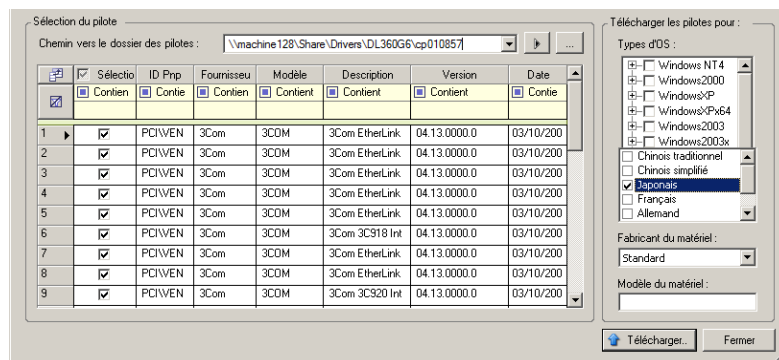 Sélection du pilote
Chemin vers le dossier des pilotes : \\machine128\Share\Drivers\DL360G6\cp010857 ...
Sélectio ID Pnp Fournisseu Modèle Description Version Date
Contien Contie Contien Contient Contient Contient Contie
1 PCI\VEN 3Com 3COM 3Com EtherLink 04.13.0000.0 03/10/200
2 PCI\VEN 3Com 3COM 3Com EtherLink 04.13.0000.0 03/10/200
3 PCI\VEN 3Com 3COM 3Com EtherLink 04.13.0000.0 03/10/200
4 PCI\VEN 3Com 3COM 3Com EtherLink 04.13.0000.0 03/10/200
5 PCI\VEN 3Com 3COM 3Com EtherLink 04.13.0000.0 03/10/200
6 PCI\VEN 3Com 3COM 3Com 3C918 Int 04.13.0000.0 03/10/200
7 PCI\VEN 3Com 3COM 3Com EtherLink 04.13.0000.0 03/10/200
8 PCI\VEN 3Com 3COM 3Com EtherLink 04.13.0000.0 03/10/200
9 PCI\VEN 3Com 3COM 3Com 3C920 Int 04.13.0000.0 03/10/200
Télécharger les pilotes pour :
Types d'OS :
Windows NT4
Windows2000
WindowsXP
WindowsXPx64
Windows2003
Windows2003x
Chinois traditionnel
Chinois simplifié
Japonais
Français
Allemand
Fabricant du matériel :
Standard
Modèle du matériel :
Télécharger.. Fermer